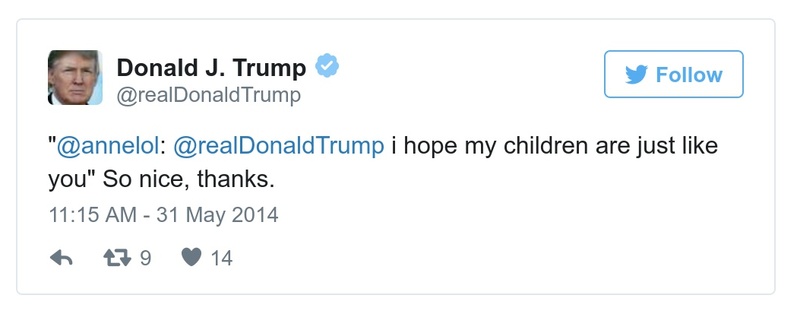 Donald J. Trump
@realDonaldTrump
Follow
"@annelol: @realDonaldTrump i hope my children are just like
you" So nice, thanks.
11:15 AM - 31 May 2014
9 14